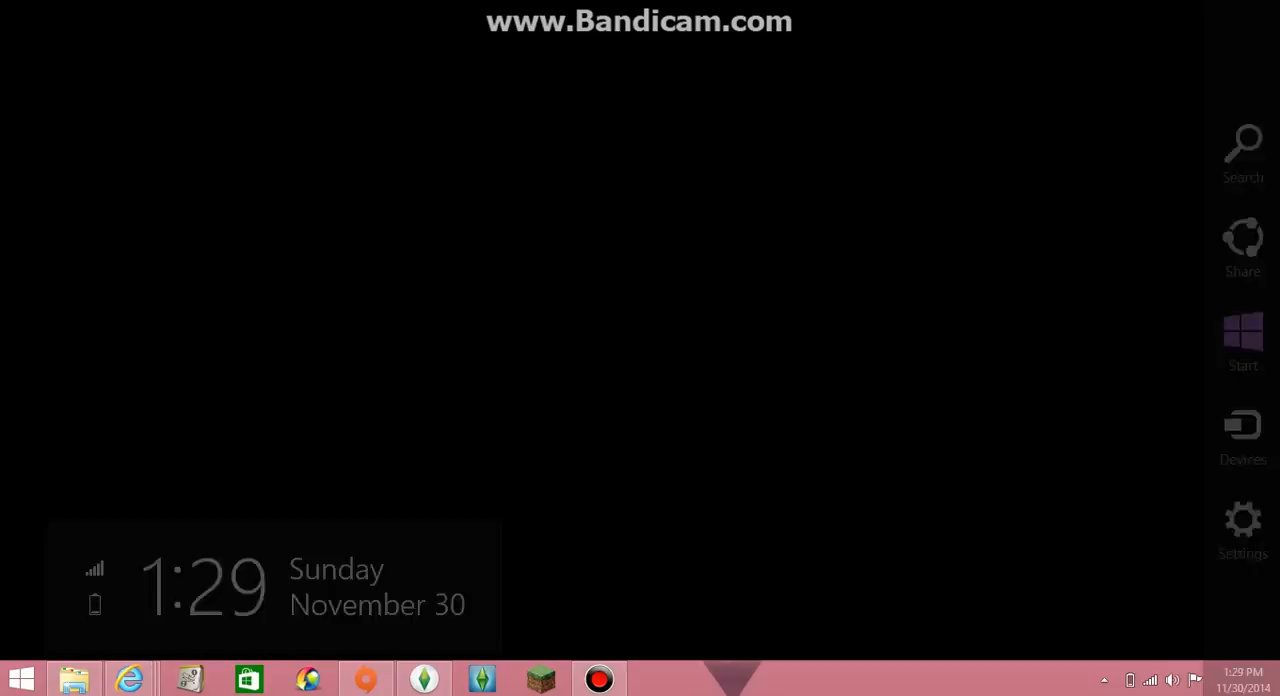 www.Bandicam.com
Search
Share
Start
Devices
Settings
1:29
Sunday
November 30
1:29 PM
11/30/2014